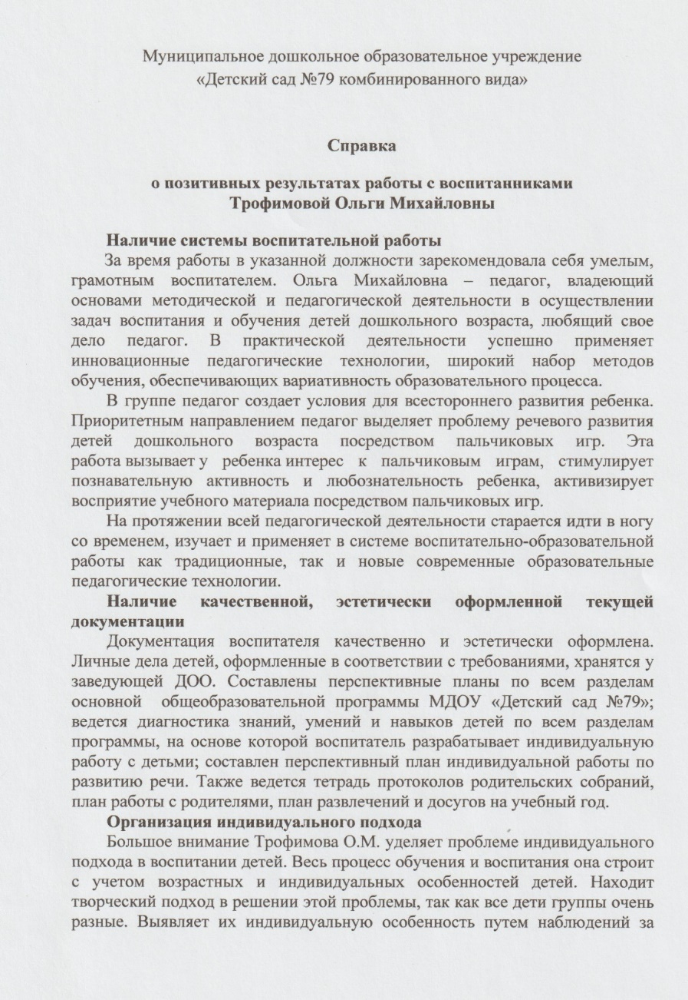 Муниципальное дошкольное образовательное учреждение
«Детский сад №79 комбинированного вида»
Справка
о позитивных результатах работы с воспитанниками
Трофимовой Ольги Михайловны
Наличие системы воспитательной работы
За время работы в указанной должности зарекомендовала себя умелым,
грамотным воспитателем. Ольга Михайловна – педагог, владеющий
основами методической и педагогической деятельности в осуществлении
задач воспитания и обучения детей дошкольного возраста, любящий свое
дело педагог. В практической деятельности успешно применяет
инновационные педагогические технологии, широкий набор методов
обучения, обеспечивающих вариативность образовательного процесса.
В группе педагог создает условия для всестороннего развития ребенка.
Приоритетным направлением педагог выделяет проблему речевого развития
детей дошкольного возраста посредством пальчиковых игр. Эта
работа вызывает у ребенка интерес к пальчиковым играм, стимулирует
познавательную активность и любознательность ребенка, активизирует
восприятие учебного материала посредством пальчиковых игр.
На протяжении всей педагогической деятельности старается идти в ногу
со временем, изучает и применяет в системе воспитательно-образовательной
работы как традиционные, так и новые современные образовательные
педагогические технологии.
Наличие качественной, эстетически оформленной текущей
документации
Документация воспитателя качественно и эстетически оформлена.
Личные дела детей, оформленные в соответствии с требованиями, хранятся у
заведующей ДОО. Составлены перспективные планы по всем разделам
основной общеобразовательной программы МДОУ «Детский сад №79»;
ведется диагностика знаний, умений и навыков детей по всем разделам
программы, на основе которой воспитатель разрабатывает индивидуальную
работу с детьми; составлен перспективный план индивидуальной работы по
развитию речи. Также ведется тетрадь протоколов родительских собраний,
план работы с родителями, план развлечений и досугов на учебный год.
Организация индивидуального подхода
Большое внимание Трофимова О.М. уделяет проблеме индивидуального
подхода в воспитании детей. Весь процесс обучения и воспитания она строит
с учетом возрастных и индивидуальных особенностей детей. Находит
творческий подход в решении этой проблемы, так как все дети группы очень
разные. Выявляет их индивидуальную особенность путем наблюдений за